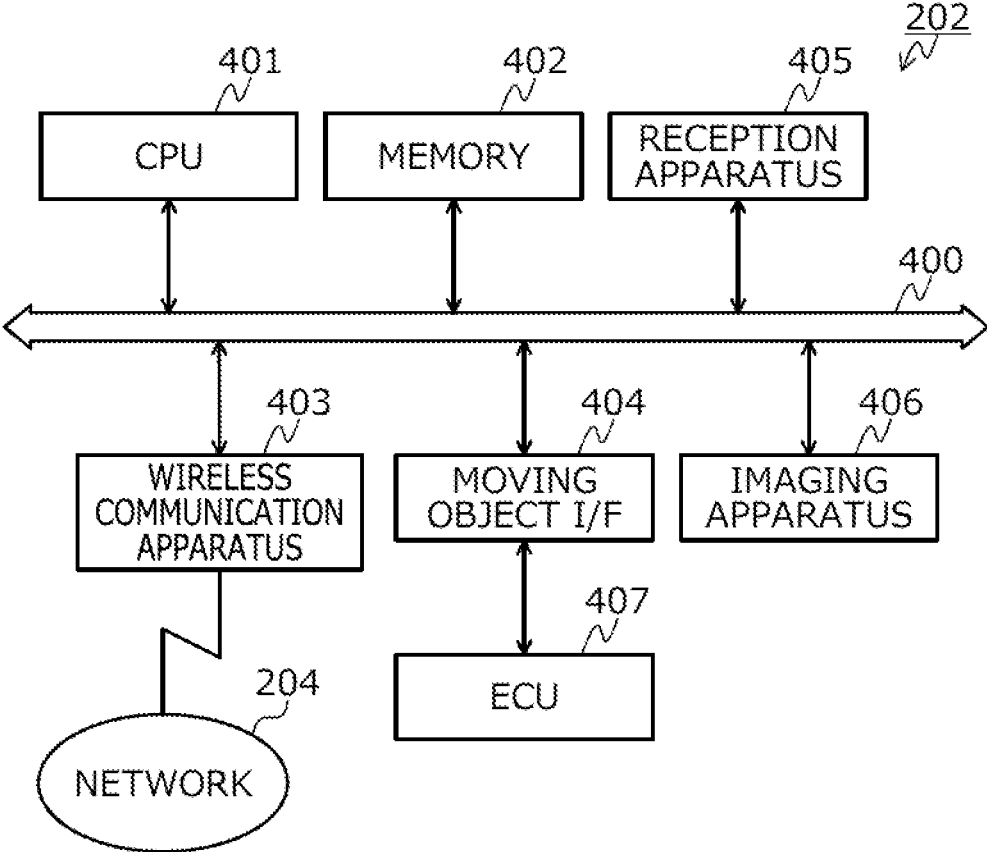 202
401
402
405
CPU
MEMORY
RECEPTION
APPARATUS
400
403
404
406
WIRELESS
COMMUNICATION
APPARATUS
MOVING
OBJECT I/F
IMAGING
APPARATUS
407
ECU
204
NETWORK